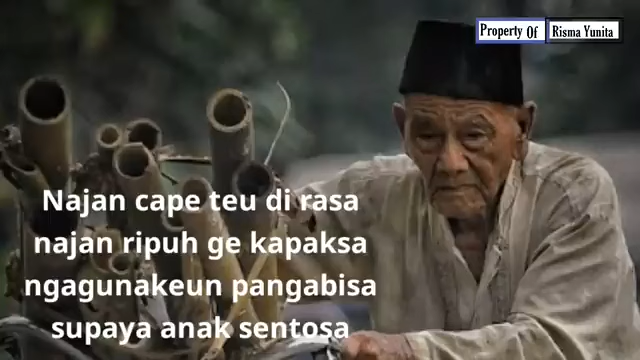 Property Of Risma Yunita
Najan cape teu di rasa
najan ripuh ge kapaksa
ngagunakeun pangabisa
supaya anak sentosa